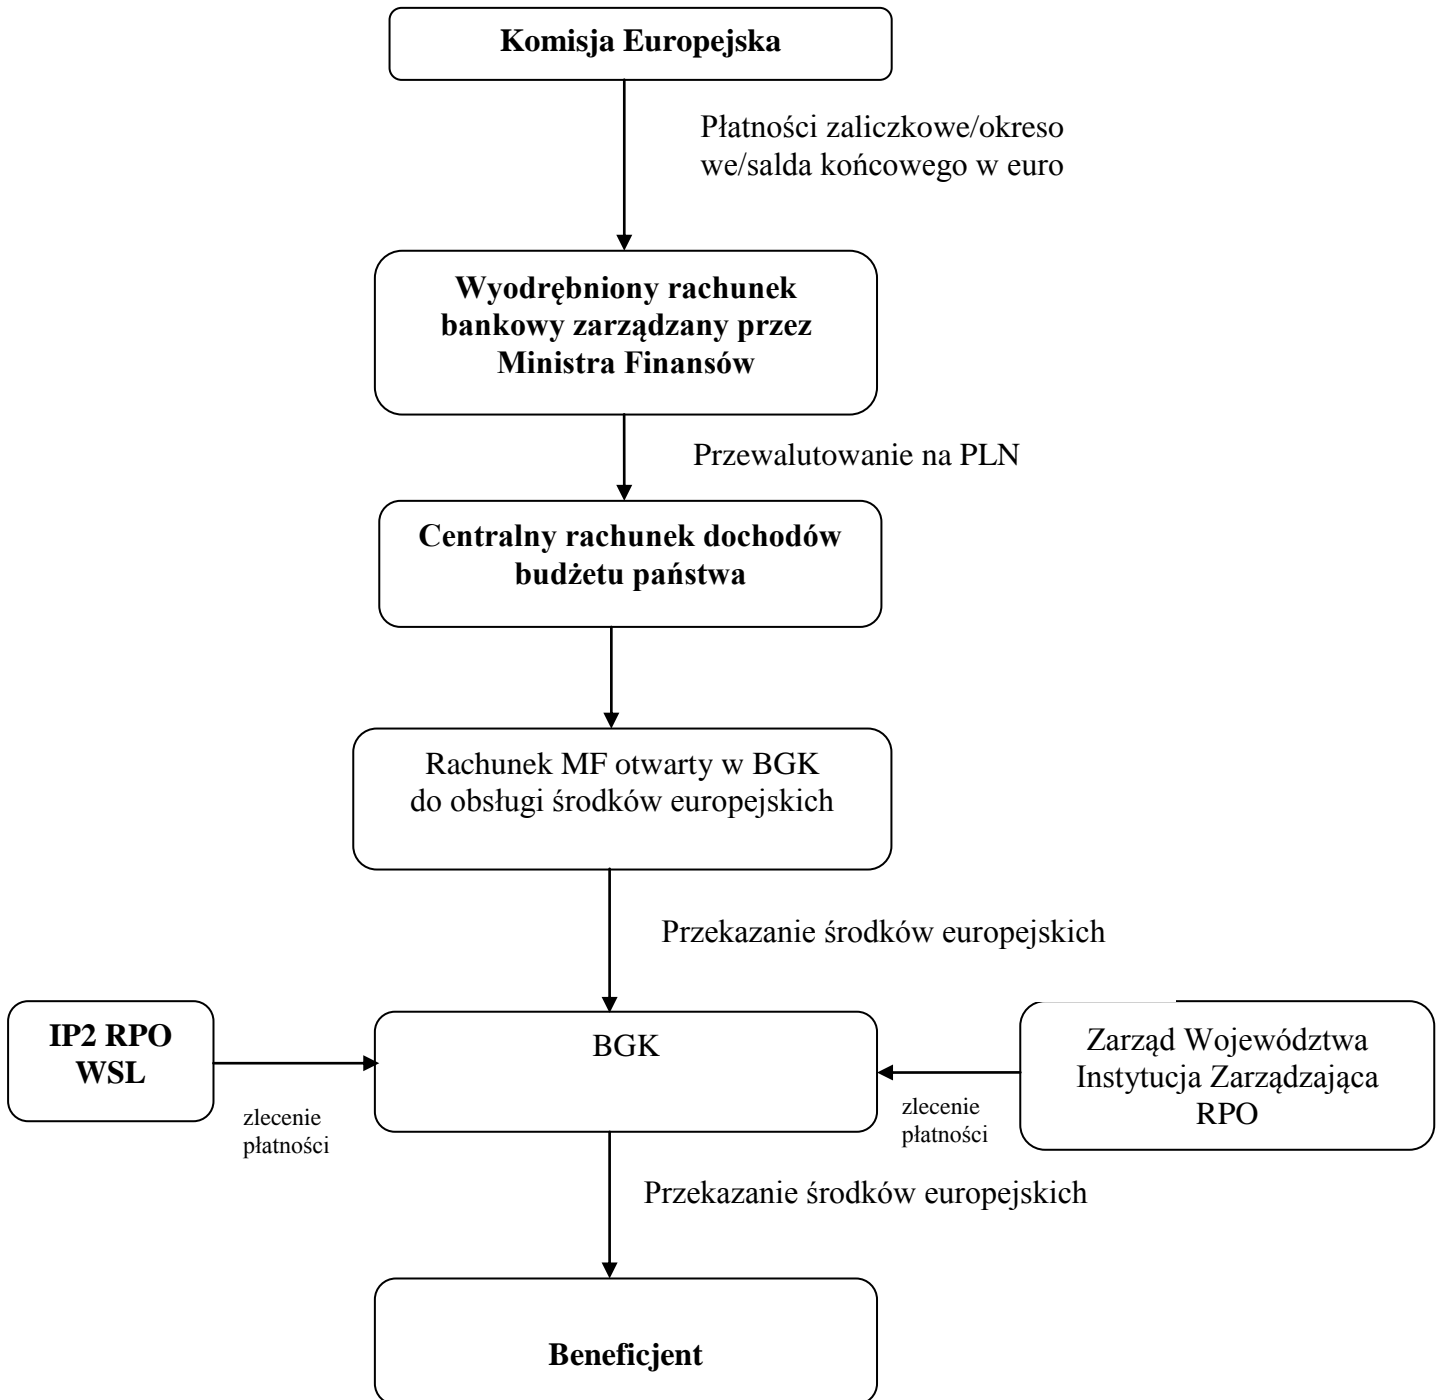 Komisja Europejska
Płatności zaliczkowe/okreso
we/salda końcowego w euro
Wyodrębniony rachunek
bankowy zarządzany przez
Ministra Finansów
Przewalutowanie na PLN
Centralny rachunek dochodów
budżetu państwa
Rachunek MF otwarty w BGK
do obsługi środków europejskich
Przekazanie środków europejskich
IP2 RPO
WSL
zlecenie
płatności
BGK
zlecenie
płatności
Zarząd Województwa
Instytucja Zarządzająca
RPO
Przekazanie środków europejskich
Beneficjent